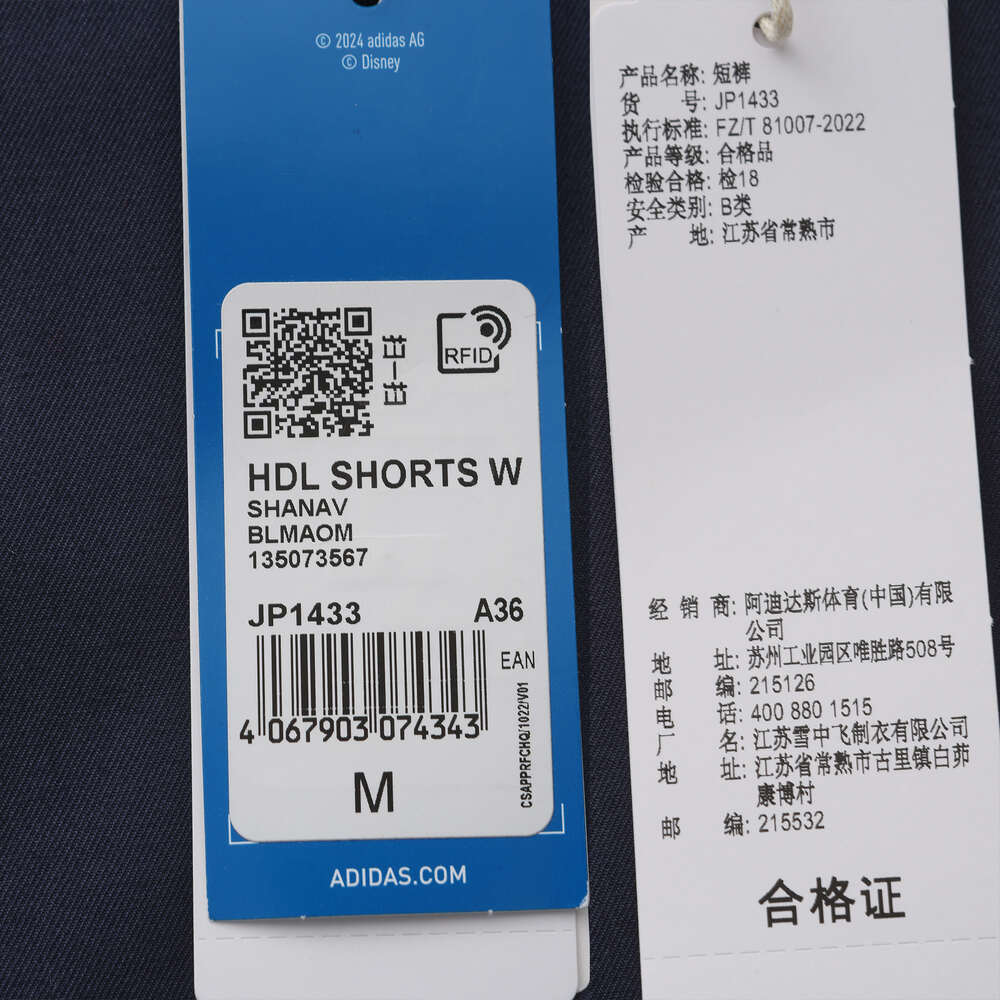 © 2024 adidas AG
© Disney
扫一扫
RFID
HDL SHORTS W
SHANAV
BLMAOM
135073567
JP1433 A36
EAN
4 067903 074343
CSAPPRFCHQ/1022/V01
M
ADIDAS.COM
产品名称: 短裤
货 号: JP1433
执行标准: FZ/T 81007-2022
产品等级: 合格品
检验合格: 检18
安全类别: B类
产 地: 江苏省常熟市
经 销 商: 阿迪达斯体育(中国)有限
公司
地 址: 苏州工业园区唯胜路508号
邮 编: 215126
电 话: 400 880 1515
厂 名: 江苏雪中飞制衣有限公司
地 址: 江苏省常熟市古里镇白茆
康博村
邮 编: 215532
合格证